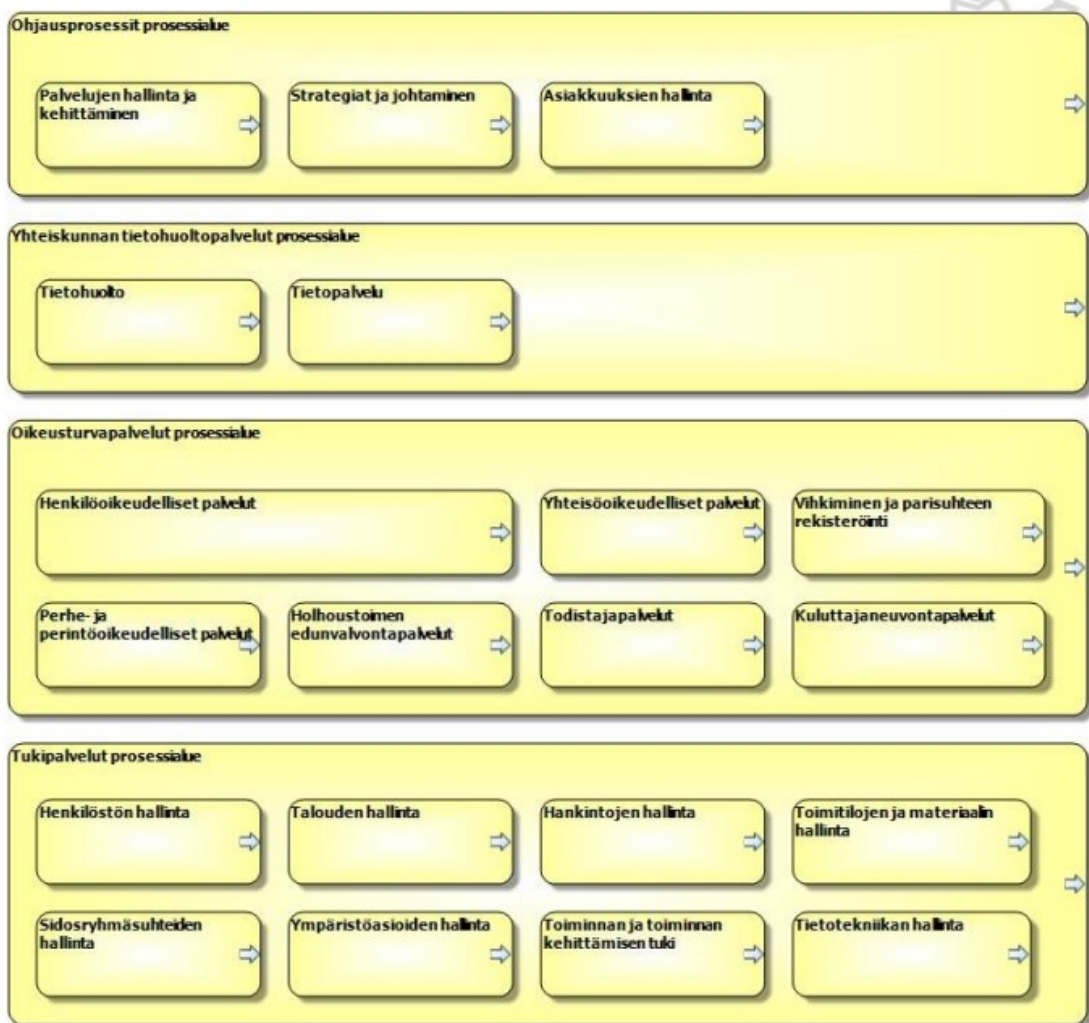 Ohjausprosessit prosessialue
Palvelujen hallinta ja
kehittäminen
Strategiat ja johtaminen
Asiakkuuksien hallinta
Yhteiskunnan tietohuoltopalvelut prosessialue
Tietohuolto
Tietopalvelu
Oikeusturvapalvelut prosessialue
Henkilöoikeudelliset palvelut
Yhteisöoikeudelliset palvelut
Vihkiminen ja parisuhteen
rekisteröinti
Perhe- ja
perintöoikeudelliset palvelut
Holhoustoimen
edunvalvontapalvelut
Todistajapalvelut
Kuluttajaneuvontapalvelut
Tukipalvelut prosessialue
Henkilöstön hallinta
Talouden hallinta
Hankintojen hallinta
Toimitilojen ja materiaalin
hallinta
Sidosryhmäsuhteiden
hallinta
Ympäristöasioiden hallinta
Toiminnan ja toiminnan
kehittämisen tuki
Tietotekniikan hallinta